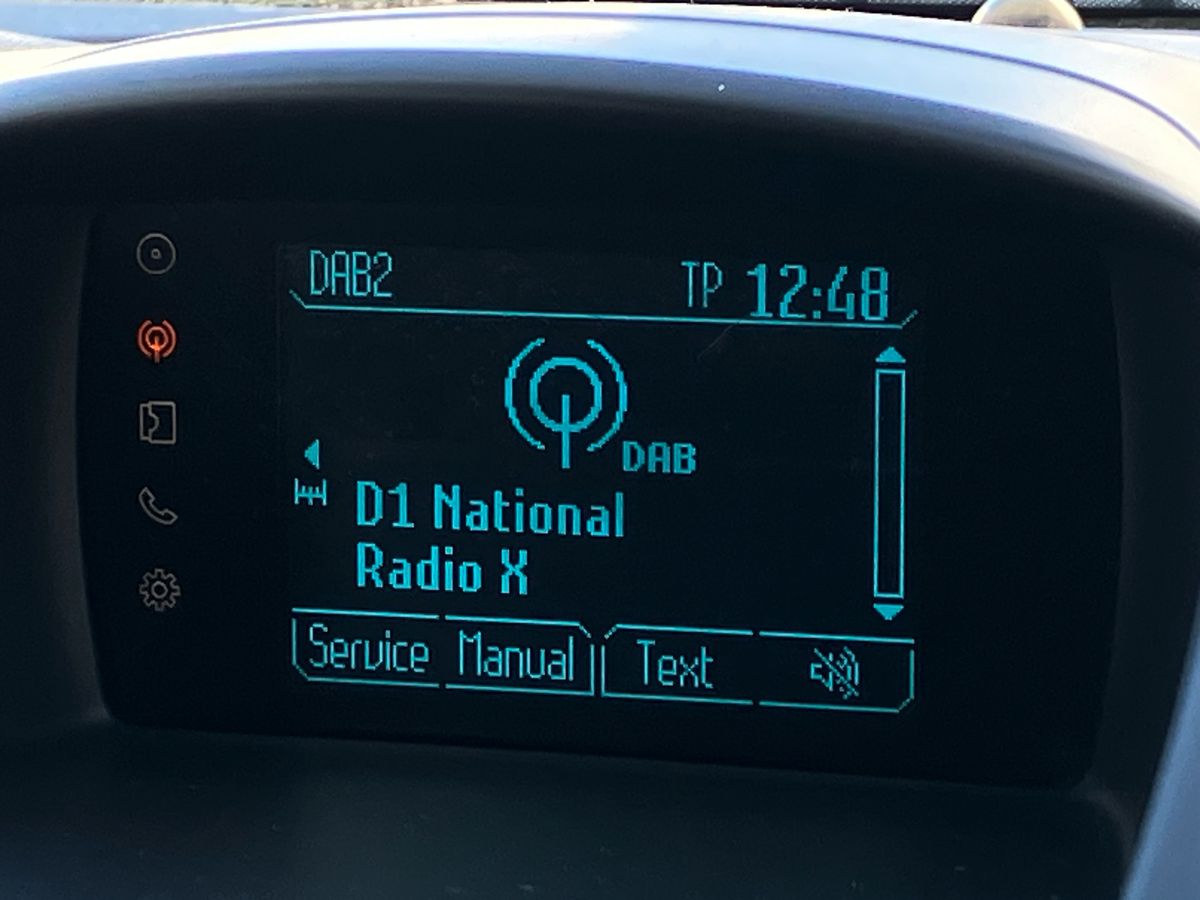 DAB2 TP 12:48
DAB
D1 National
Radio X
Service Manual Text